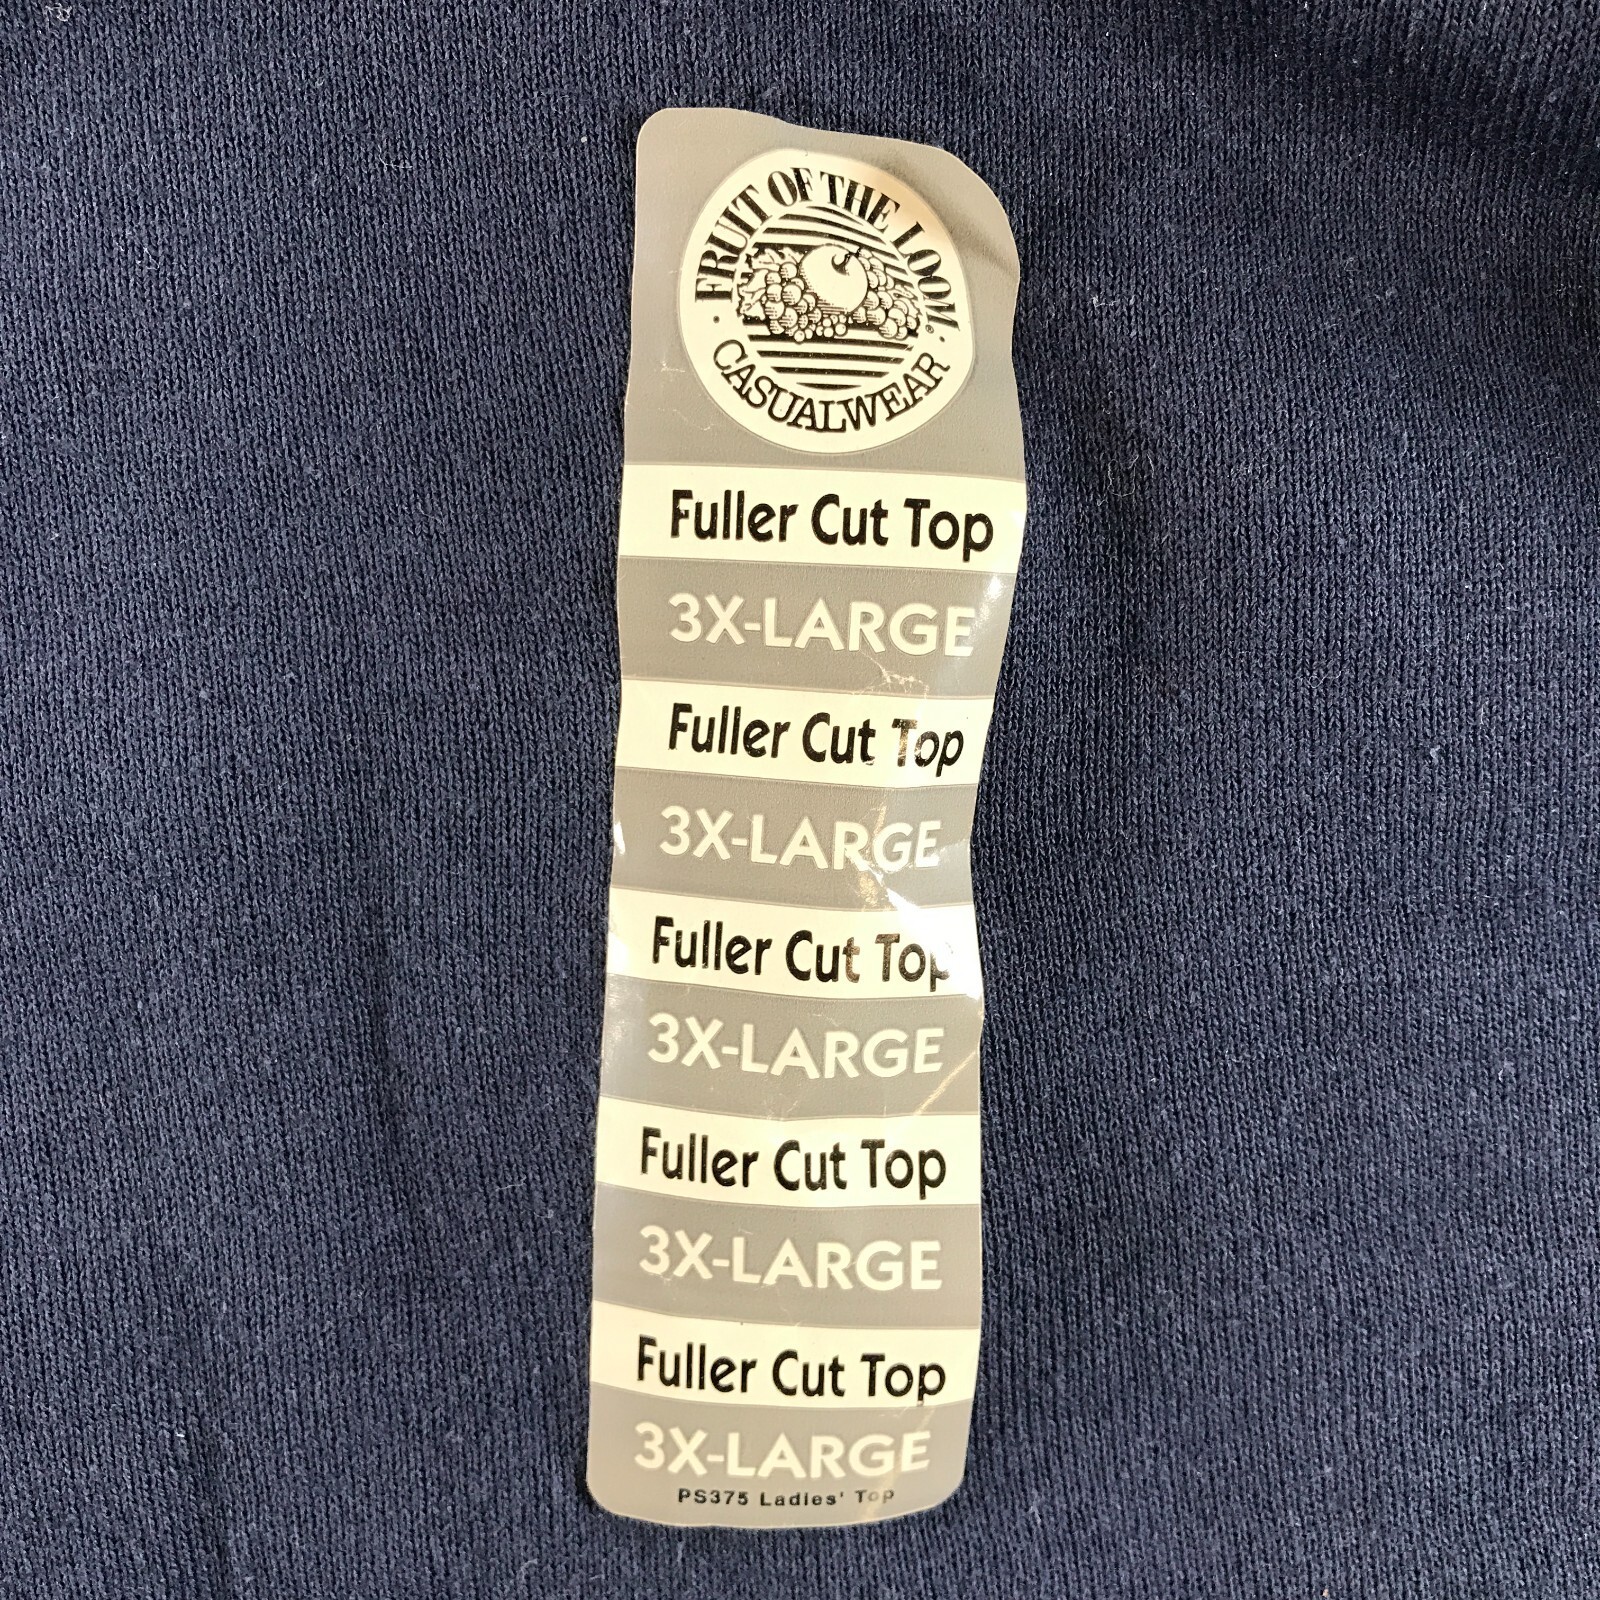 FRUIT OF THE LOOM®
CASUALWEAR
Fuller Cut Top
3X-LARGE
Fuller Cut Top
3X-LARGE
Fuller Cut Top
3X-LARGE
Fuller Cut Top
3X-LARGE
Fuller Cut Top
3X-LARGE
PS375 Ladies' Top